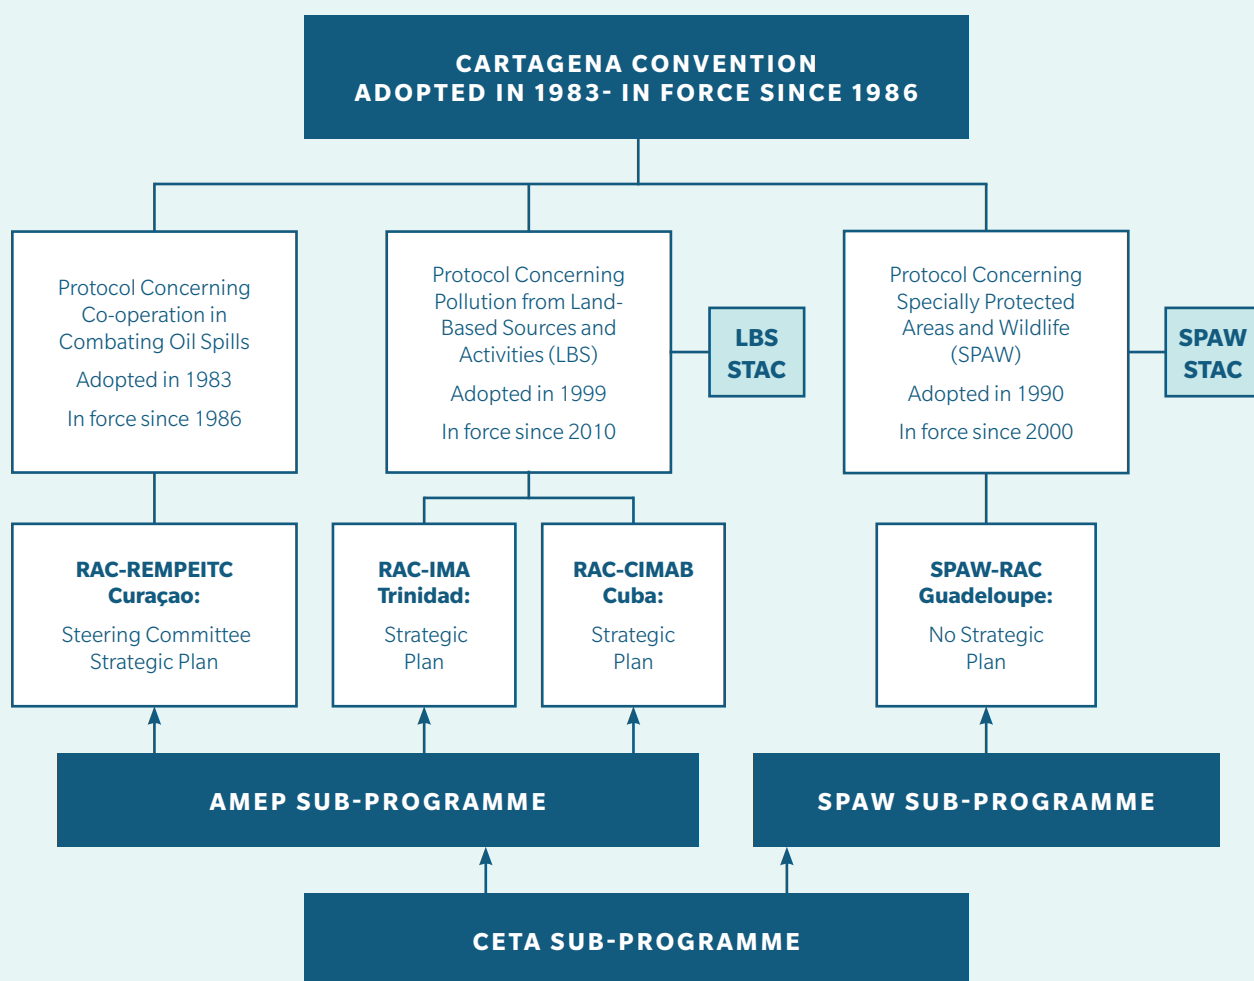 CARTAGENA CONVENTION
ADOPTED IN 1983- IN FORCE SINCE 1986
Protocol Concerning
Co-operation in
Combating Oil Spills
Adopted in 1983
In force since 1986
Protocol Concerning
Pollution from Land-
Based Sources and
Activities (LBS)
Adopted in 1999
In force since 2010
LBS
STAC
Protocol Concerning
Specially Protected
Areas and Wildlife
(SPAW)
Adopted in 1990
In force since 2000
SPAW
STAC
RAC-REMPEITC
Curaçao:
Steering Committee
Strategic Plan
RAC-IMA
Trinidad:
Strategic
Plan
RAC-CIMAB
Cuba:
Strategic
Plan
SPAW-RAC
Guadeloupe:
No Strategic
Plan
AMEP SUB-PROGRAMME
SPAW SUB-PROGRAMME
CETA SUB-PROGRAMME